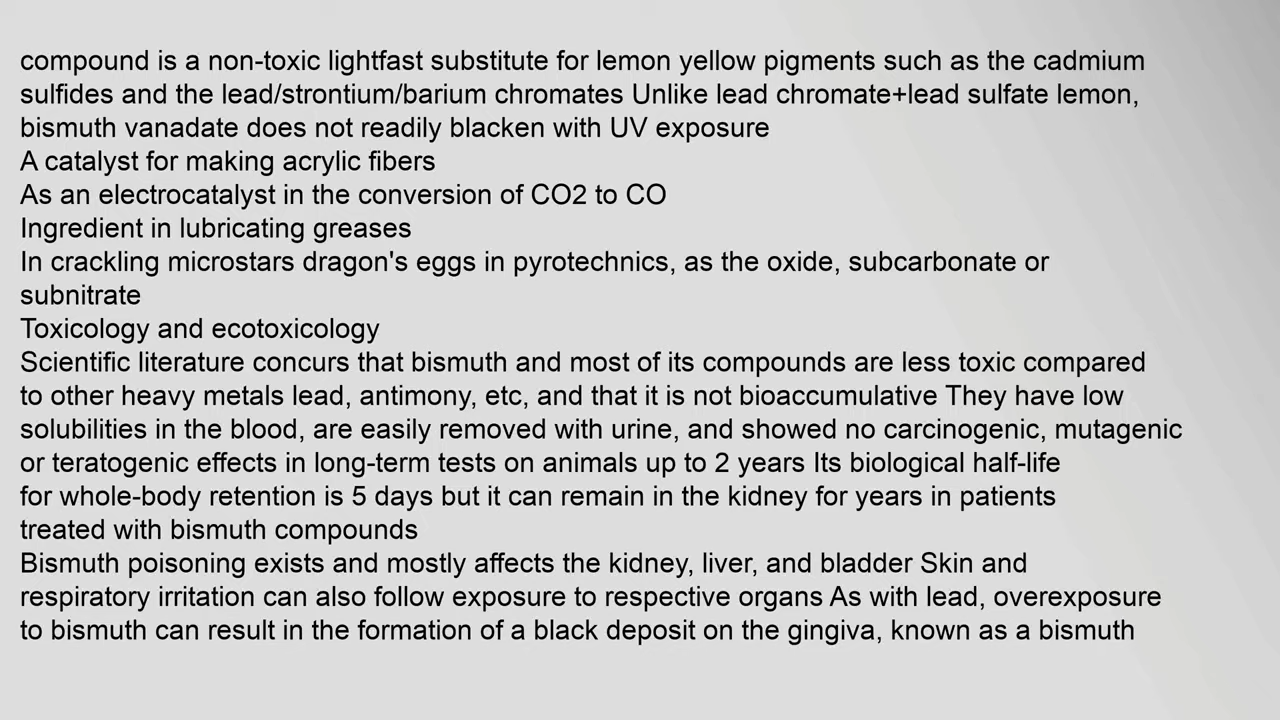 compound is a non-toxic lightfast substitute for lemon yellow pigments such as the cadmium
sulfides and the lead/strontium/barium chromates Unlike lead chromate+lead sulfate lemon,
bismuth vanadate does not readily blacken with UV exposure
A catalyst for making acrylic fibers
As an electrocatalyst in the conversion of CO2 to CO
Ingredient in lubricating greases
In crackling microstars dragon's eggs in pyrotechnics, as the oxide, subcarbonate or
subnitrate
Toxicology and ecotoxicology
Scientific literature concurs that bismuth and most of its compounds are less toxic compared
to other heavy metals lead, antimony, etc, and that it is not bioaccumulative They have low
solubilities in the blood, are easily removed with urine, and showed no carcinogenic, mutagenic
or teratogenic effects in long-term tests on animals up to 2 years Its biological half-life
for whole-body retention is 5 days but it can remain in the kidney for years in patients
treated with bismuth compounds
Bismuth poisoning exists and mostly affects the kidney, liver, and bladder Skin and
respiratory irritation can also follow exposure to respective organs As with lead, overexposure
to bismuth can result in the formation of a black deposit on the gingiva, known as a bismuth